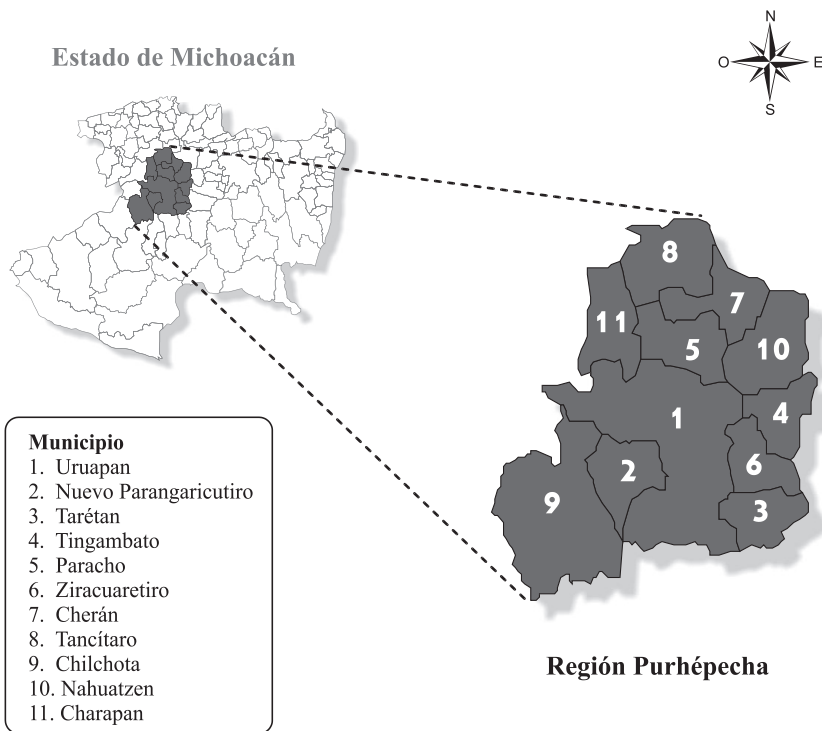 Estado de Michoacán
N
O
E
S
8
7
11
5
10
1
4
2
6
9
3
Municipio
1. Uruapan
2. Nuevo Parangaricutiro
3. Tarétan
4. Tingambato
5. Paracho
6. Ziracuaretiro
7. Cherán
8. Tancítaro
9. Chilchota
10. Nahuatzen
11. Charapan
Región Purhépecha